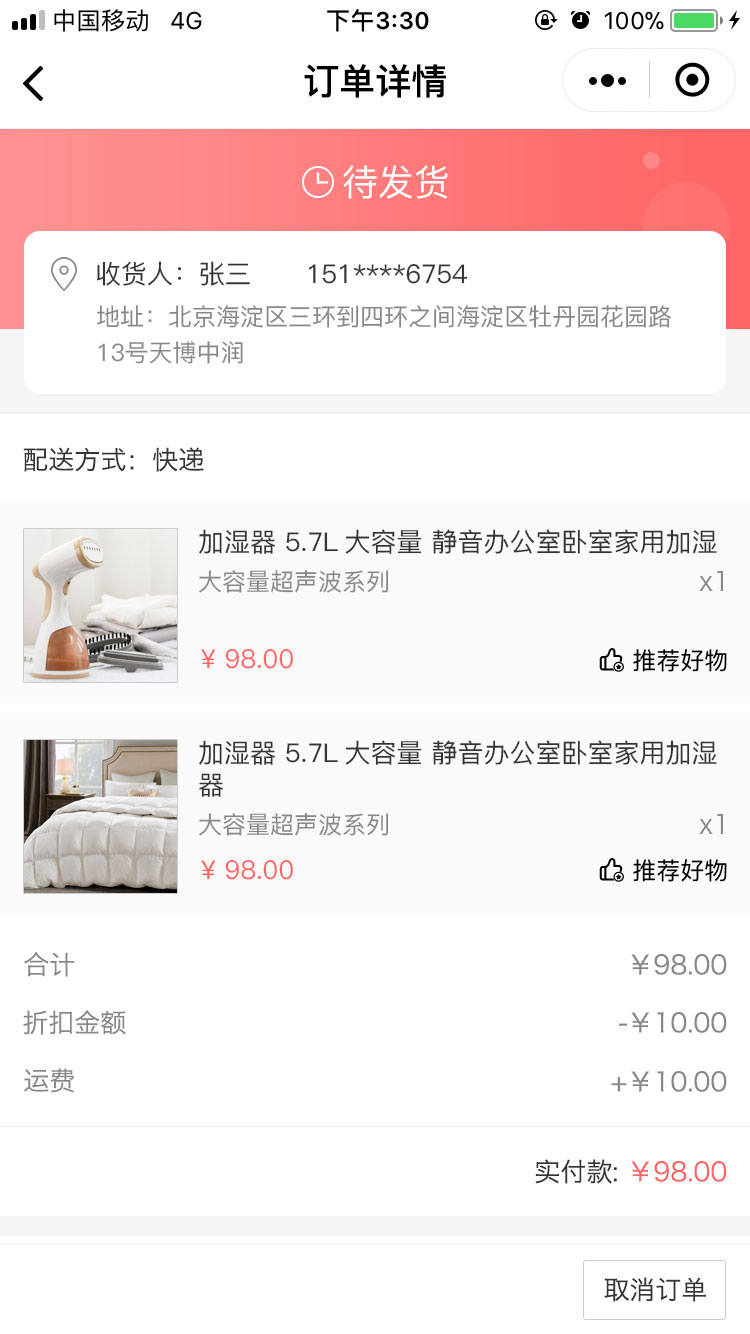 中国移动 4G 下午3:30 100%
订单详情
待发货
收货人：张三 151****6754
地址：北京海淀区三环到四环之间海淀区牡丹园花园路
13号天博中润
配送方式：快递
加湿器 5.7L 大容量 静音办公室卧室家用加湿
大容量超声波系列 x1
¥ 98.00 推荐好物
加湿器 5.7L 大容量 静音办公室卧室家用加湿
器
大容量超声波系列 x1
¥ 98.00 推荐好物
合计 ¥98.00
折扣金额 -¥10.00
运费 +¥10.00
实付款: ¥98.00
取消订单